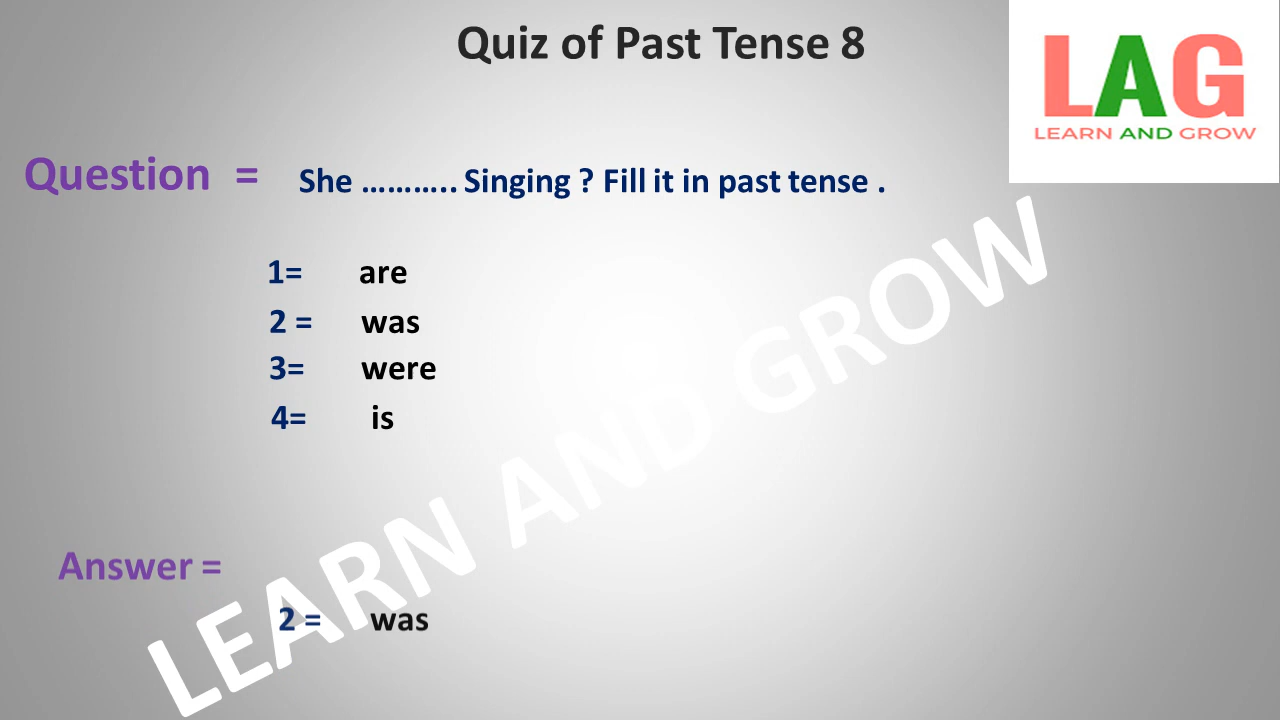 Quiz of Past Tense 8
LAG
LEARN AND GROW
Question = She ……….. Singing ? Fill it in past tense .
1= are
2 = was
3= were
4= is
LEARN AND GROW
Answer =
2 = was